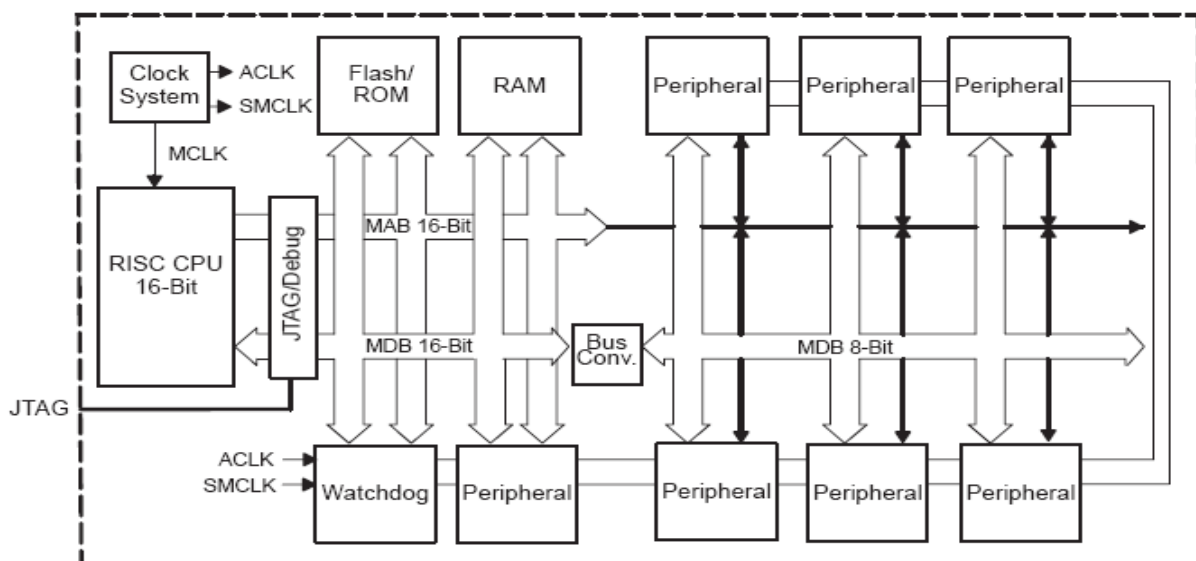 Clock
System
ACLK
SMCLK
MCLK
Flash/
ROM
RAM
Peripheral
Peripheral
Peripheral
RISC CPU
16-Bit
JTAG/Debug
MAB 16-Bit
MDB 16-Bit
Bus
Conv.
MDB 8-Bit
JTAG
ACLK
SMCLK
Watchdog
Peripheral
Peripheral
Peripheral
Peripheral